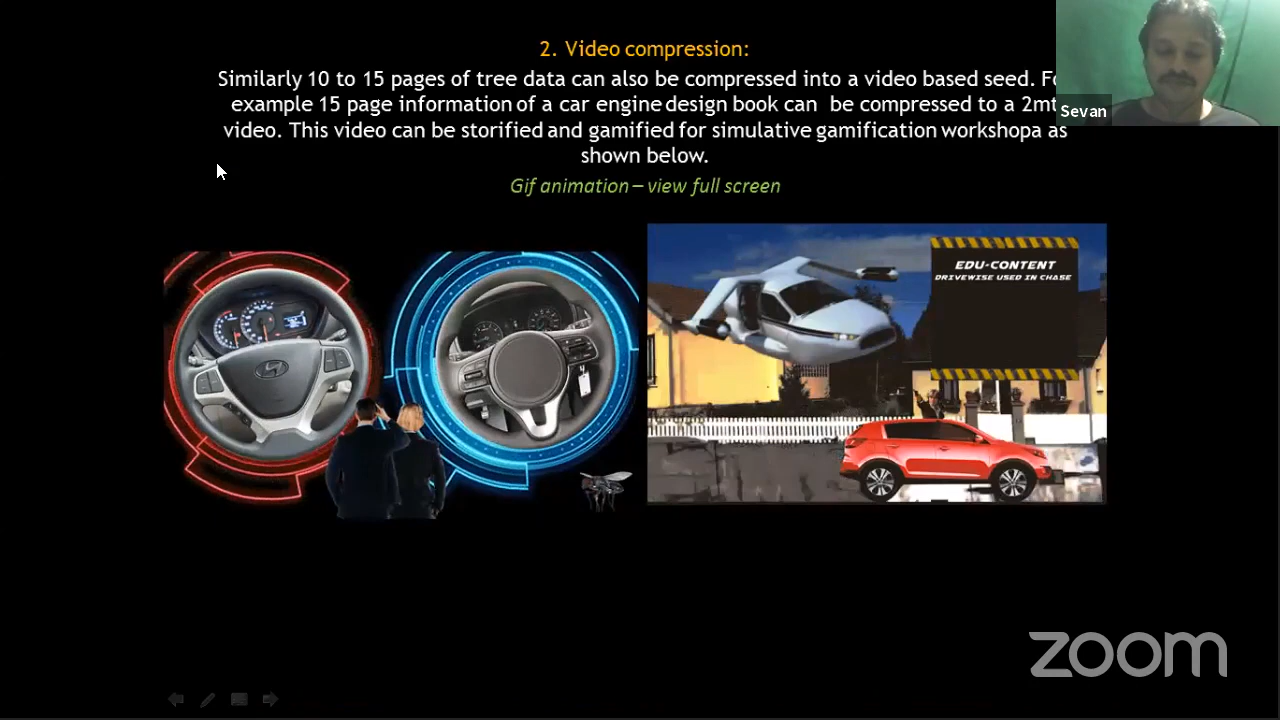 2. Video compression:
Similarly 10 to 15 pages of tree data can also be compressed into a video based seed. Fo
example 15 page information of a car engine design book can be compressed to a 2mt
video. This video can be storified and gamified for simulative gamification workshopa as
shown below.
Gif animation – view full screen
Sevan
EDU-CONTENT
DRIVEWISE USED IN CHASE
zoom